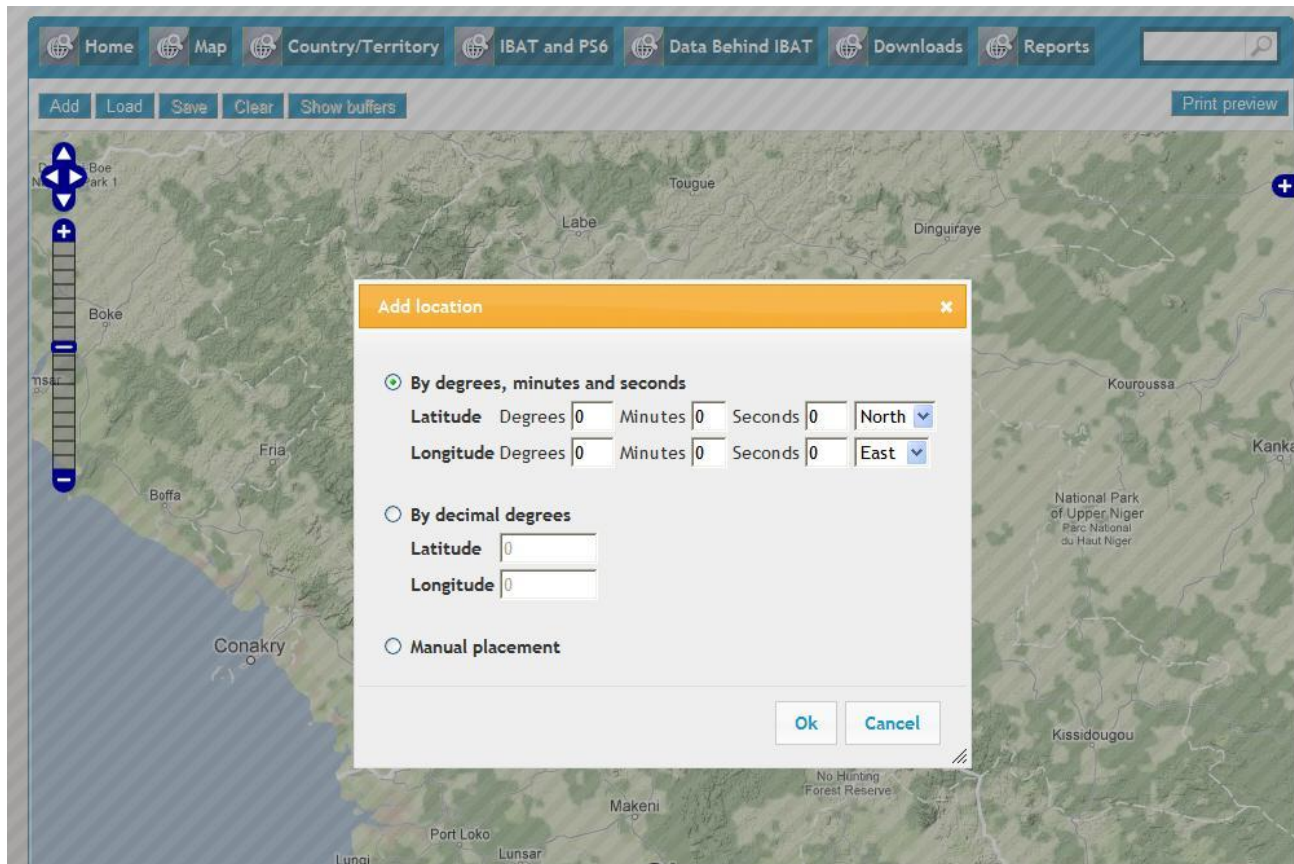 Home Map Country/Territory IBAT and PS6 Data Behind IBAT Downloads Reports
Add Load Save Clear Show buffers Print preview
Boe
Park 1
Tougue
Labe
Dinguiraye
Boke
Add location
By degrees, minutes and seconds
Kouroussa
Latitude Degrees 0 Minutes 0 Seconds 0 North
Longitude Degrees 0 Minutes 0 Seconds 0 East
Fria
Kanka
Boffa
National Park
of Upper Niger
Parc National
du Haut Niger
By decimal degrees
Latitude 0
Longitude 0
Conakry
Manual placement
Ok Cancel
Kissidougou
No Hunting
Forest Reserve
Makeni
Port Loko
Lunsar
Lungi